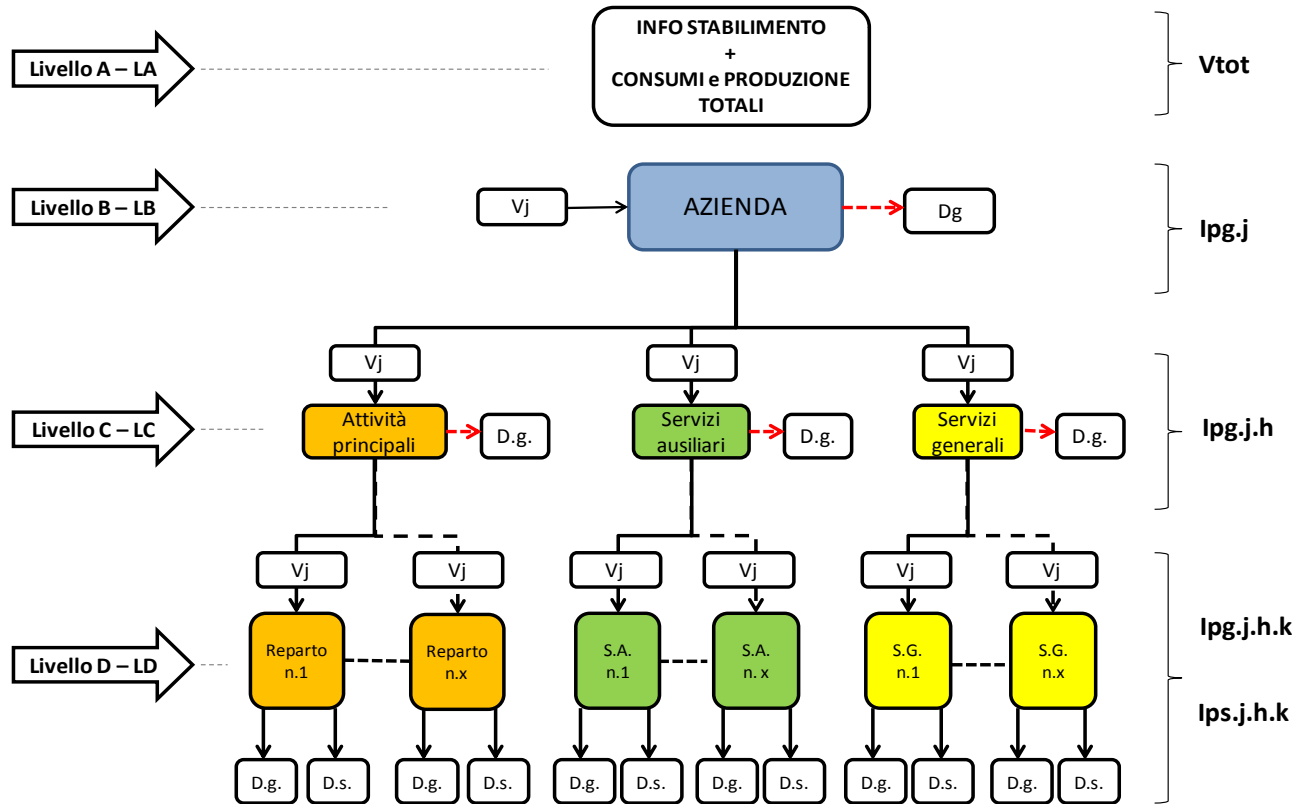 INFO STABILIMENTO
+
CONSUMI e PRODUZIONE
TOTALI
Livello A – LA
Vtot
Livello B – LB
Vj
AZIENDA
Dg
Ipg.j
Vj
Vj
Vj
Livello C – LC
Attività
principali
D.g.
Servizi
ausiliari
D.g.
Servizi
generali
D.g.
Ipg.j.h
Vj
Vj
Vj
Vj
Vj
Vj
Livello D – LD
Reparto
n.1
Reparto
n.x
S.A.
n.1
S.A.
n. x
S.G.
n.1
S.G.
n.x
Ipg.j.h.k
Ips.j.h.k
D.g.
D.s.
D.g.
D.s.
D.g.
D.s.
D.g.
D.s.
D.g.
D.s.
D.g.
D.s.